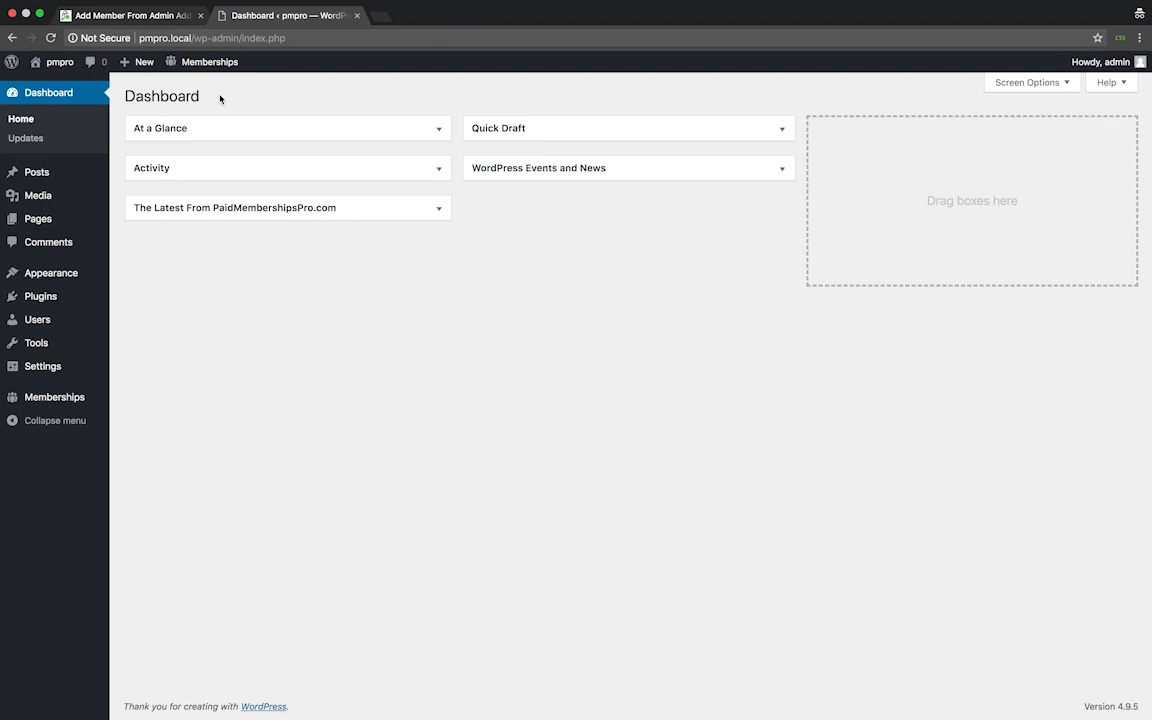 Add Member From Admin Add
Dashboard ‹ pmpro — WordPr
Not Secure
pmpro.local/wp-admin/index.php
css
pmpro
0
New
Memberships
Howdy, admin
Dashboard
Home
Updates
Posts
Media
Pages
Comments
Appearance
Plugins
Users
Tools
Settings
Memberships
Collapse menu
Dashboard
Screen Options
Help
At a Glance
Quick Draft
Activity
WordPress Events and News
The Latest From PaidMembershipsPro.com
Drag boxes here
Thank you for creating with WordPress.
Version 4.9.5